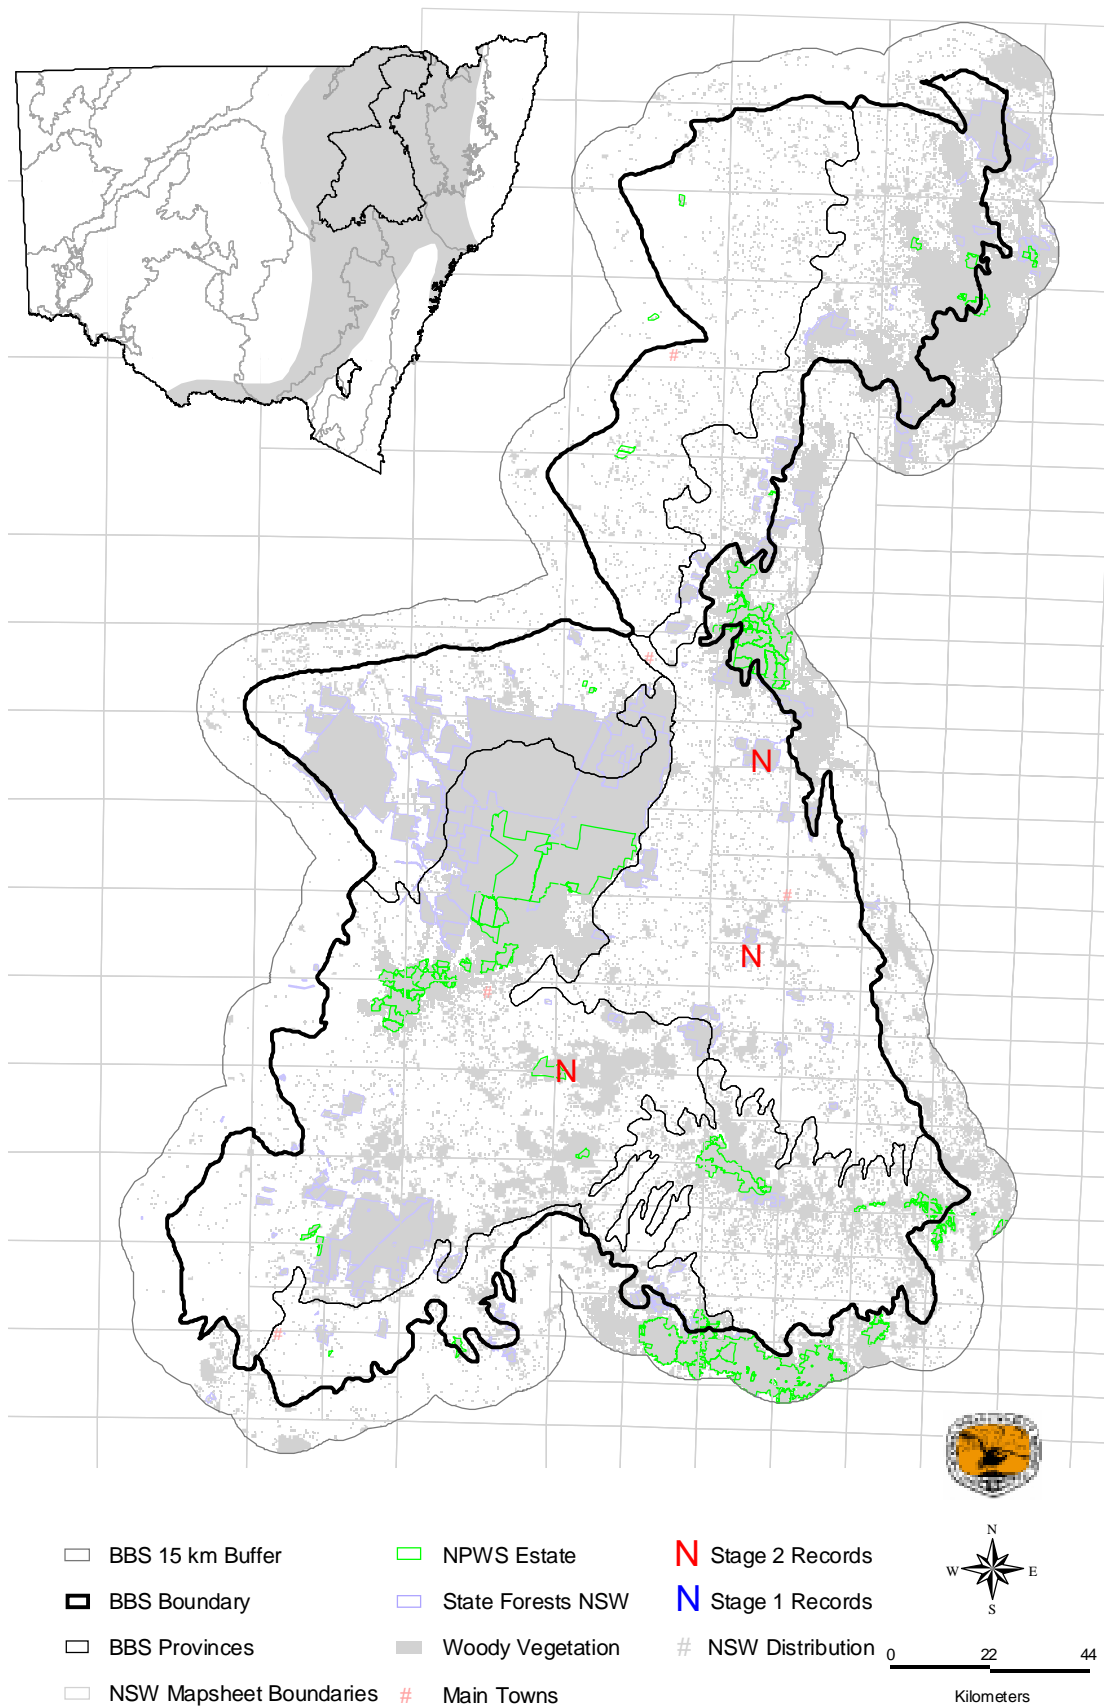 #
#
N
#
N
#
N
#
N
W E
S
BBS 15 km Buffer
NPWS Estate
N Stage 2 Records
BBS Boundary
State Forests NSW
N Stage 1 Records
BBS Provinces
Woody Vegetation
# NSW Distribution
0 22 44
NSW Mapsheet Boundaries
# Main Towns
Kilometers